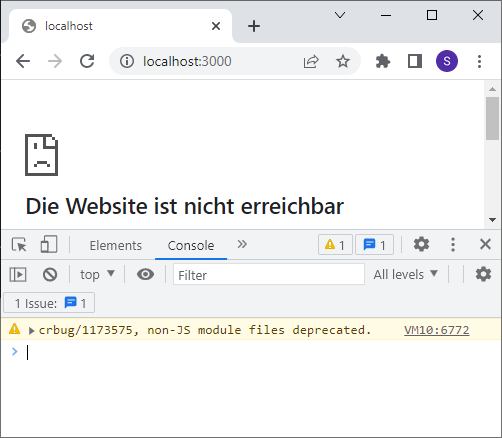 localhost
localhost:3000
S
Die Website ist nicht erreichbar
Elements Console 1 1
top Filter All levels
1 Issue: 1
crbug/1173575, non-JS module files deprecated. VM10:6772